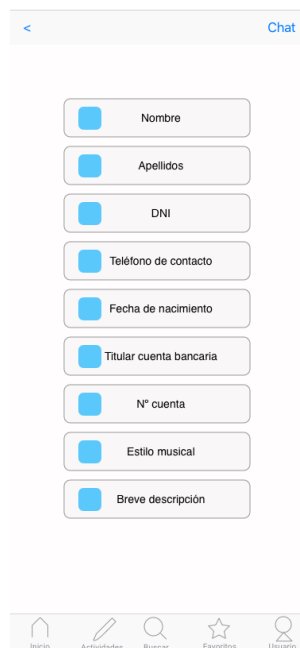 < Chat
Nombre
Apellidos
DNI
Teléfono de contacto
Fecha de nacimiento
Titular cuenta bancaria
Nº cuenta
Estilo musical
Breve descripción
Inicio Actividades Buscar Favoritos Usuario